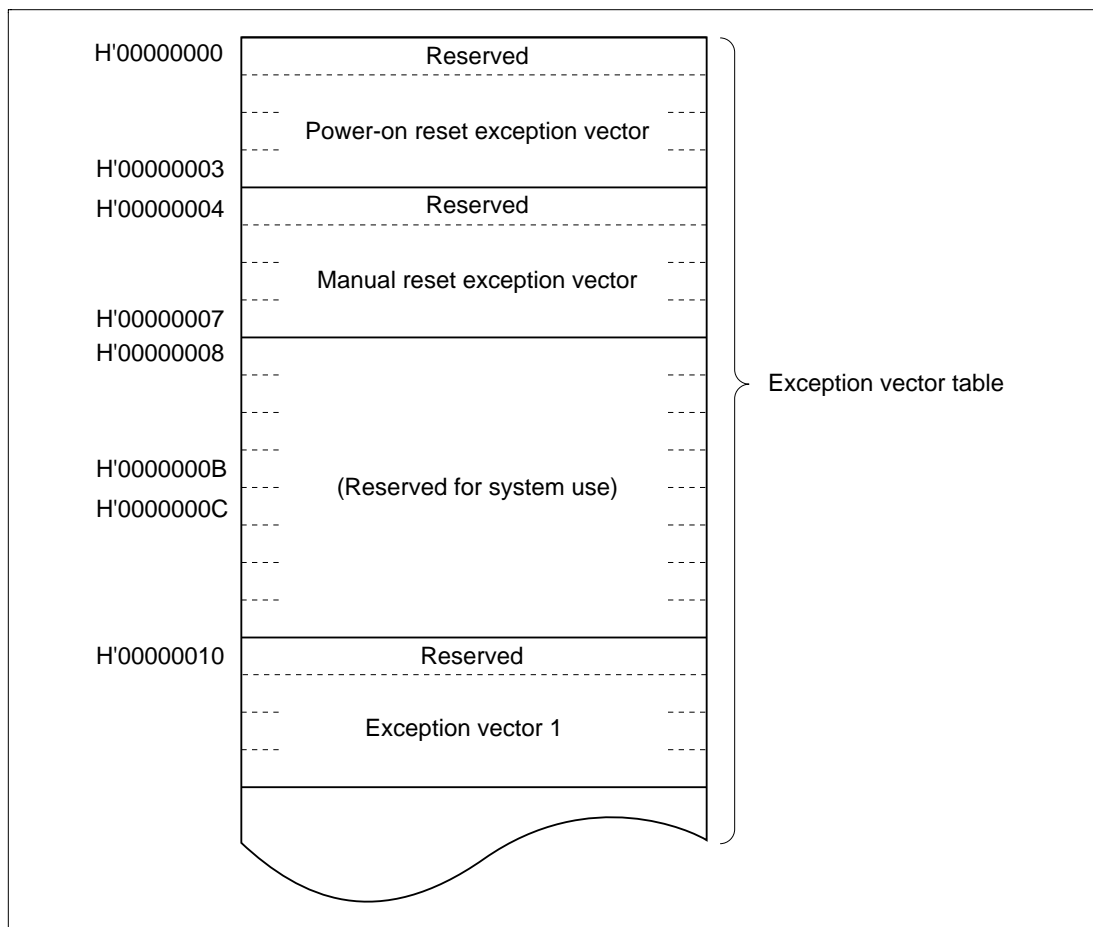 H'00000000
Reserved
Power-on reset exception vector
H'00000003
H'00000004
Reserved
Manual reset exception vector
H'00000007
H'00000008
Exception vector table
H'0000000B
(Reserved for system use)
H'0000000C
H'00000010
Reserved
Exception vector 1